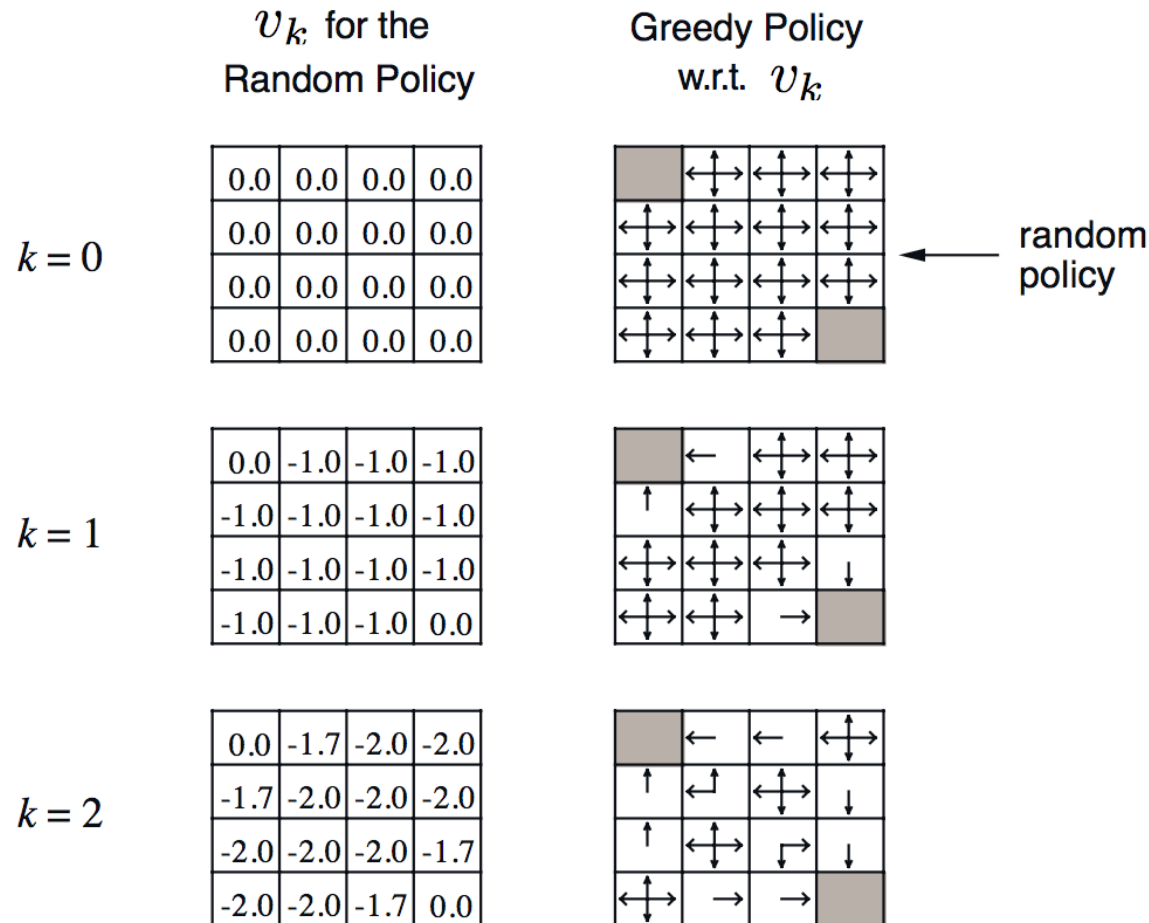 v_k for the
Random Policy
Greedy Policy
w.r.t. v_k
k = 0
0.0 0.0 0.0 0.0
0.0 0.0 0.0 0.0
0.0 0.0 0.0 0.0
0.0 0.0 0.0 0.0
random
policy
k = 1
0.0 -1.0 -1.0 -1.0
-1.0 -1.0 -1.0 -1.0
-1.0 -1.0 -1.0 -1.0
-1.0 -1.0 -1.0 0.0
k = 2
0.0 -1.7 -2.0 -2.0
-1.7 -2.0 -2.0 -2.0
-2.0 -2.0 -2.0 -1.7
-2.0 -2.0 -1.7 0.0